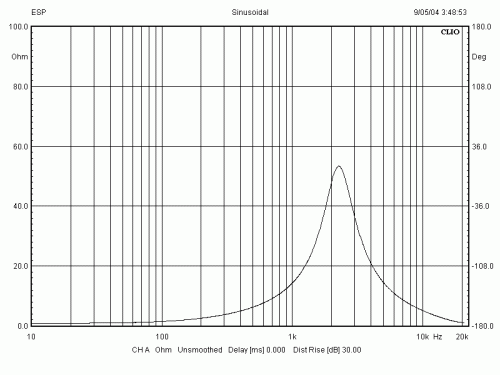 ESP Sinusoidal 9/05/04 3:48:53
100.0 CLIO 180.0
Ohm Deg
80.0 108.0
60.0 36.0
40.0 -36.0
20.0 -108.0
0.0 -180.0
10 100 1k 10k Hz 20k
CH A Ohm Unsmoothed Delay [ms] 0.000 Dist Rise [dB] 30.00